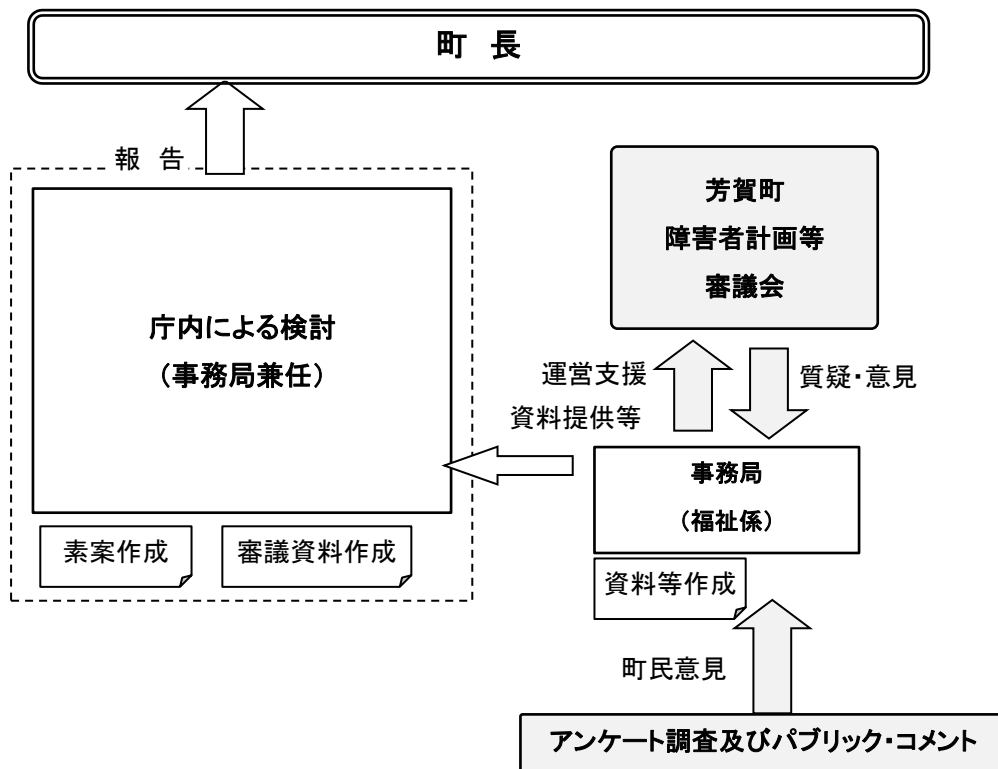 町 長
報 告
庁内による検討
（事務局兼任）
素案作成
審議資料作成
芳賀町
障害者計画等
審議会
運営支援
資料提供等
質疑・意見
事務局
（福祉係）
資料等作成
町民意見
アンケート調査及びパブリック・コメント